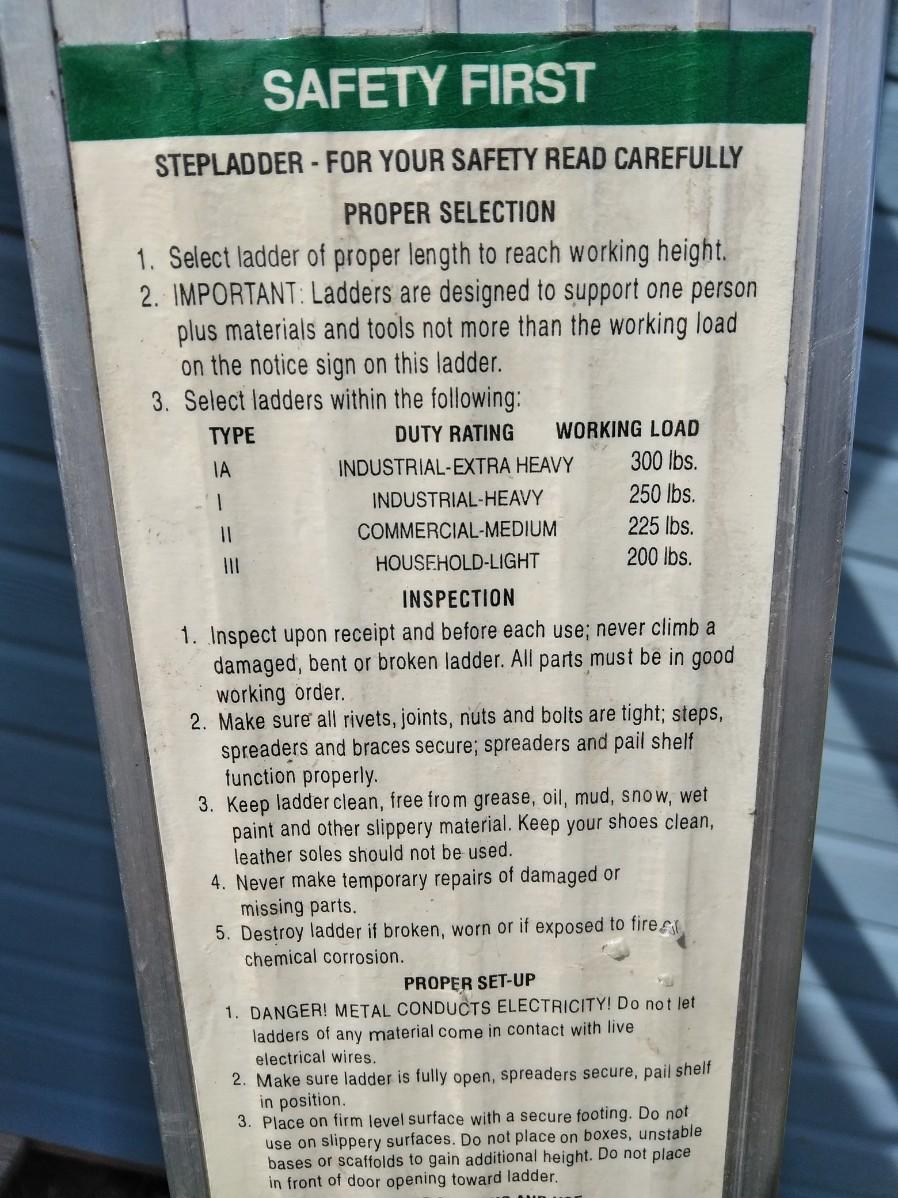 SAFETY FIRST
STEPLADDER - FOR YOUR SAFETY READ CAREFULLY
PROPER SELECTION
1. Select ladder of proper length to reach working height.
2. IMPORTANT: Ladders are designed to support one person
plus materials and tools not more than the working load
on the notice sign on this ladder.
3. Select ladders within the following:
TYPE DUTY RATING WORKING LOAD
IA INDUSTRIAL-EXTRA HEAVY 300 lbs.
I INDUSTRIAL-HEAVY 250 lbs.
II COMMERCIAL-MEDIUM 225 lbs.
III HOUSEHOLD-LIGHT 200 lbs.
INSPECTION
1. Inspect upon receipt and before each use; never climb a
damaged, bent or broken ladder. All parts must be in good
working order.
2. Make sure all rivets, joints, nuts and bolts are tight; steps,
spreaders and braces secure; spreaders and pail shelf
function properly.
3. Keep ladder clean, free from grease, oil, mud, snow, wet
paint and other slippery material. Keep your shoes clean,
leather soles should not be used.
4. Never make temporary repairs of damaged or
missing parts.
5. Destroy ladder if broken, worn or if exposed to fire or
chemical corrosion.
PROPER SET-UP
1. DANGER! METAL CONDUCTS ELECTRICITY! Do not let
ladders of any material come in contact with live
electrical wires.
2. Make sure ladder is fully open, spreaders secure, pail shelf
in position.
3. Place on firm level surface with a secure footing. Do not
use on slippery surfaces. Do not place on boxes, unstable
bases or scaffolds to gain additional height. Do not place
in front of door opening toward ladder.